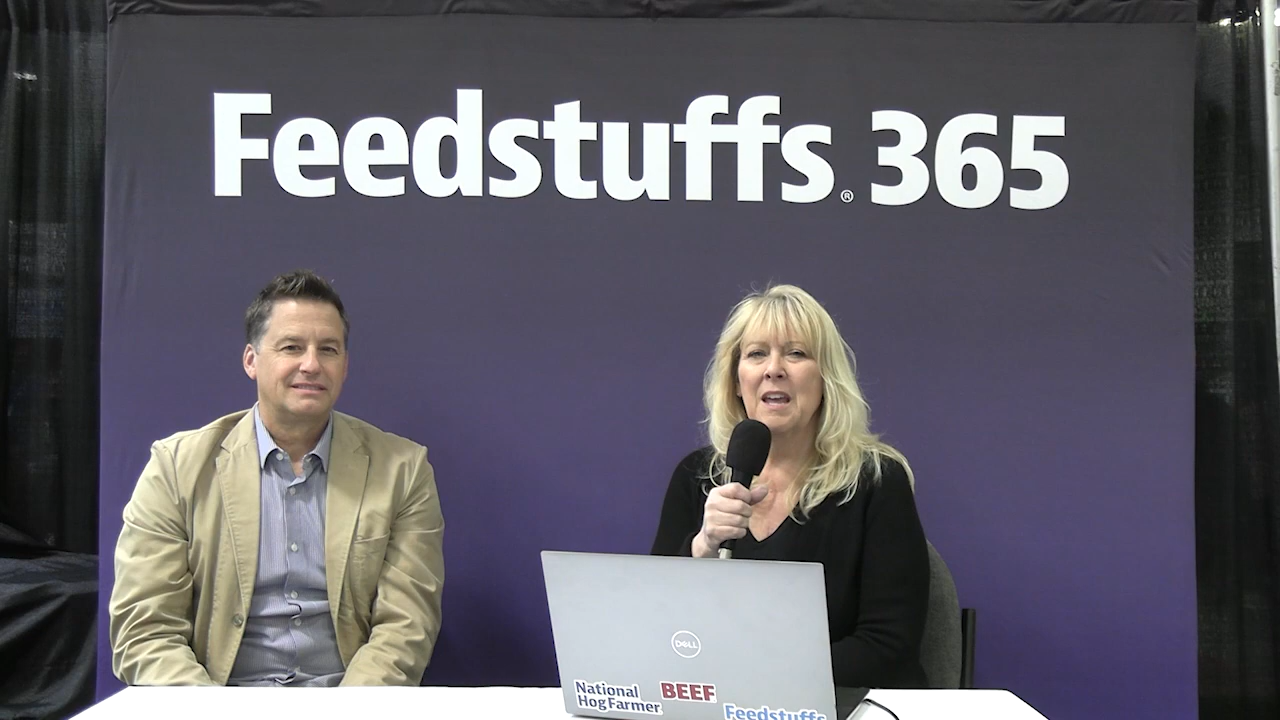 Feedstuffs® 365
DELL
National
Hog Farmer
BEEF
Feedstuffs